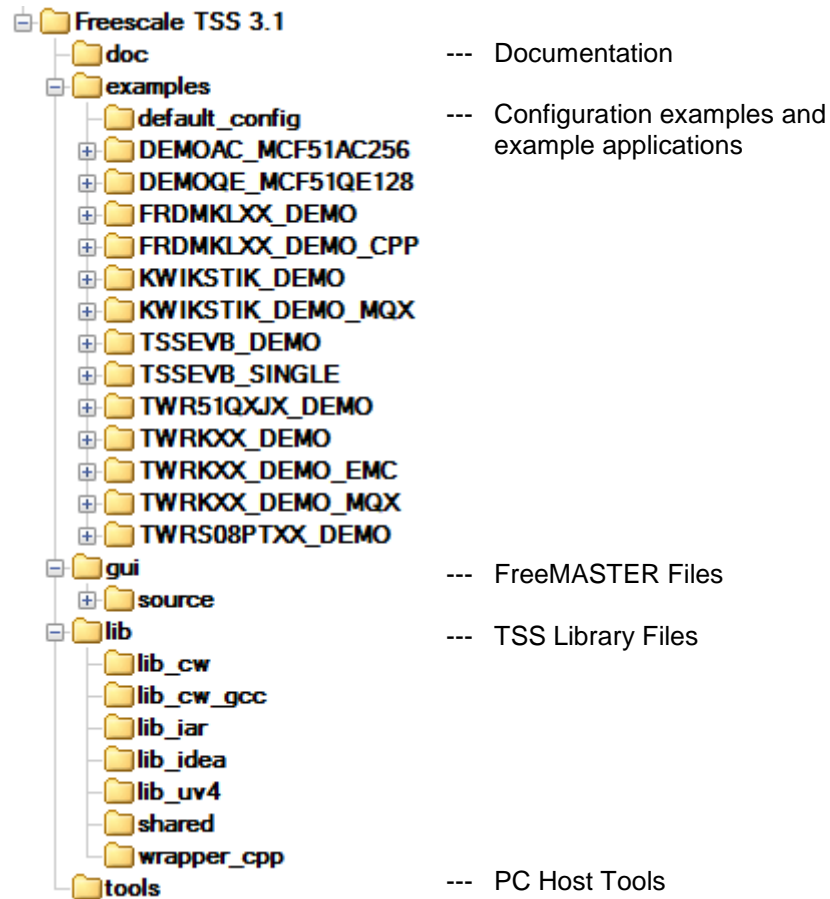 Freescale TSS 3.1
doc --- Documentation
examples
default_config --- Configuration examples and
DEMOAC_MCF51AC256 example applications
DEMOQE_MCF51QE128
FRDMKLXX_DEMO
FRDMKLXX_DEMO_CPP
KWIKSTIK_DEMO
KWIKSTIK_DEMO_MQX
TSSEVB_DEMO
TSSEVB_SINGLE
TWR51QXJX_DEMO
TWRKXX_DEMO
TWRKXX_DEMO_EMC
TWRKXX_DEMO_MQX
TWRS08PTXX_DEMO
gui --- FreeMASTER Files
source
lib --- TSS Library Files
lib_cw
lib_cw_gcc
lib_iar
lib_idea
lib_uv4
shared
wrapper_cpp
tools --- PC Host Tools